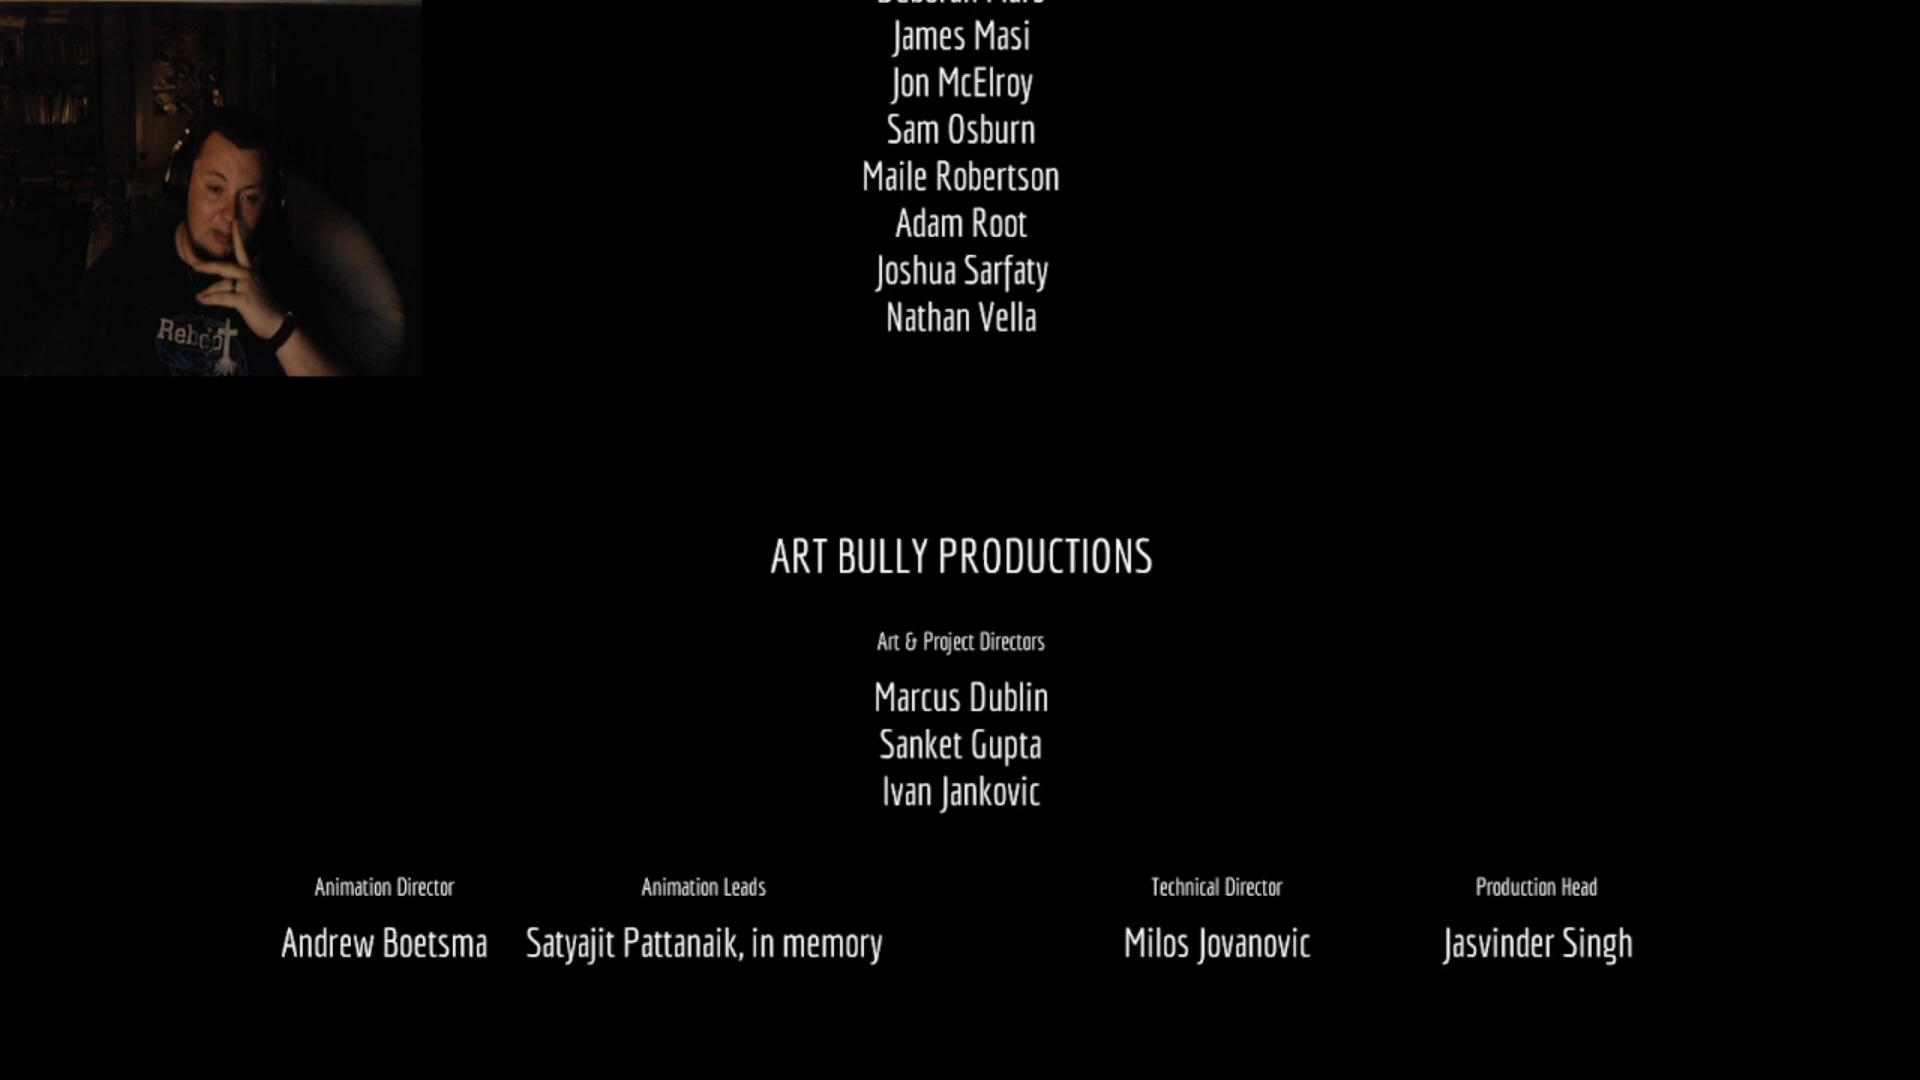 James Masi
Jon McElroy
Sam Osburn
Maile Robertson
Adam Root
Joshua Sarfaty
Nathan Vella
Reboot
ART BULLY PRODUCTIONS
Art & Project Directors
Marcus Dublin
Sanket Gupta
Ivan Jankovic
Animation Director
Andrew Boetsma
Animation Leads
Satyajit Pattanaik, in memory
Technical Director
Milos Jovanovic
Production Head
Jasvinder Singh